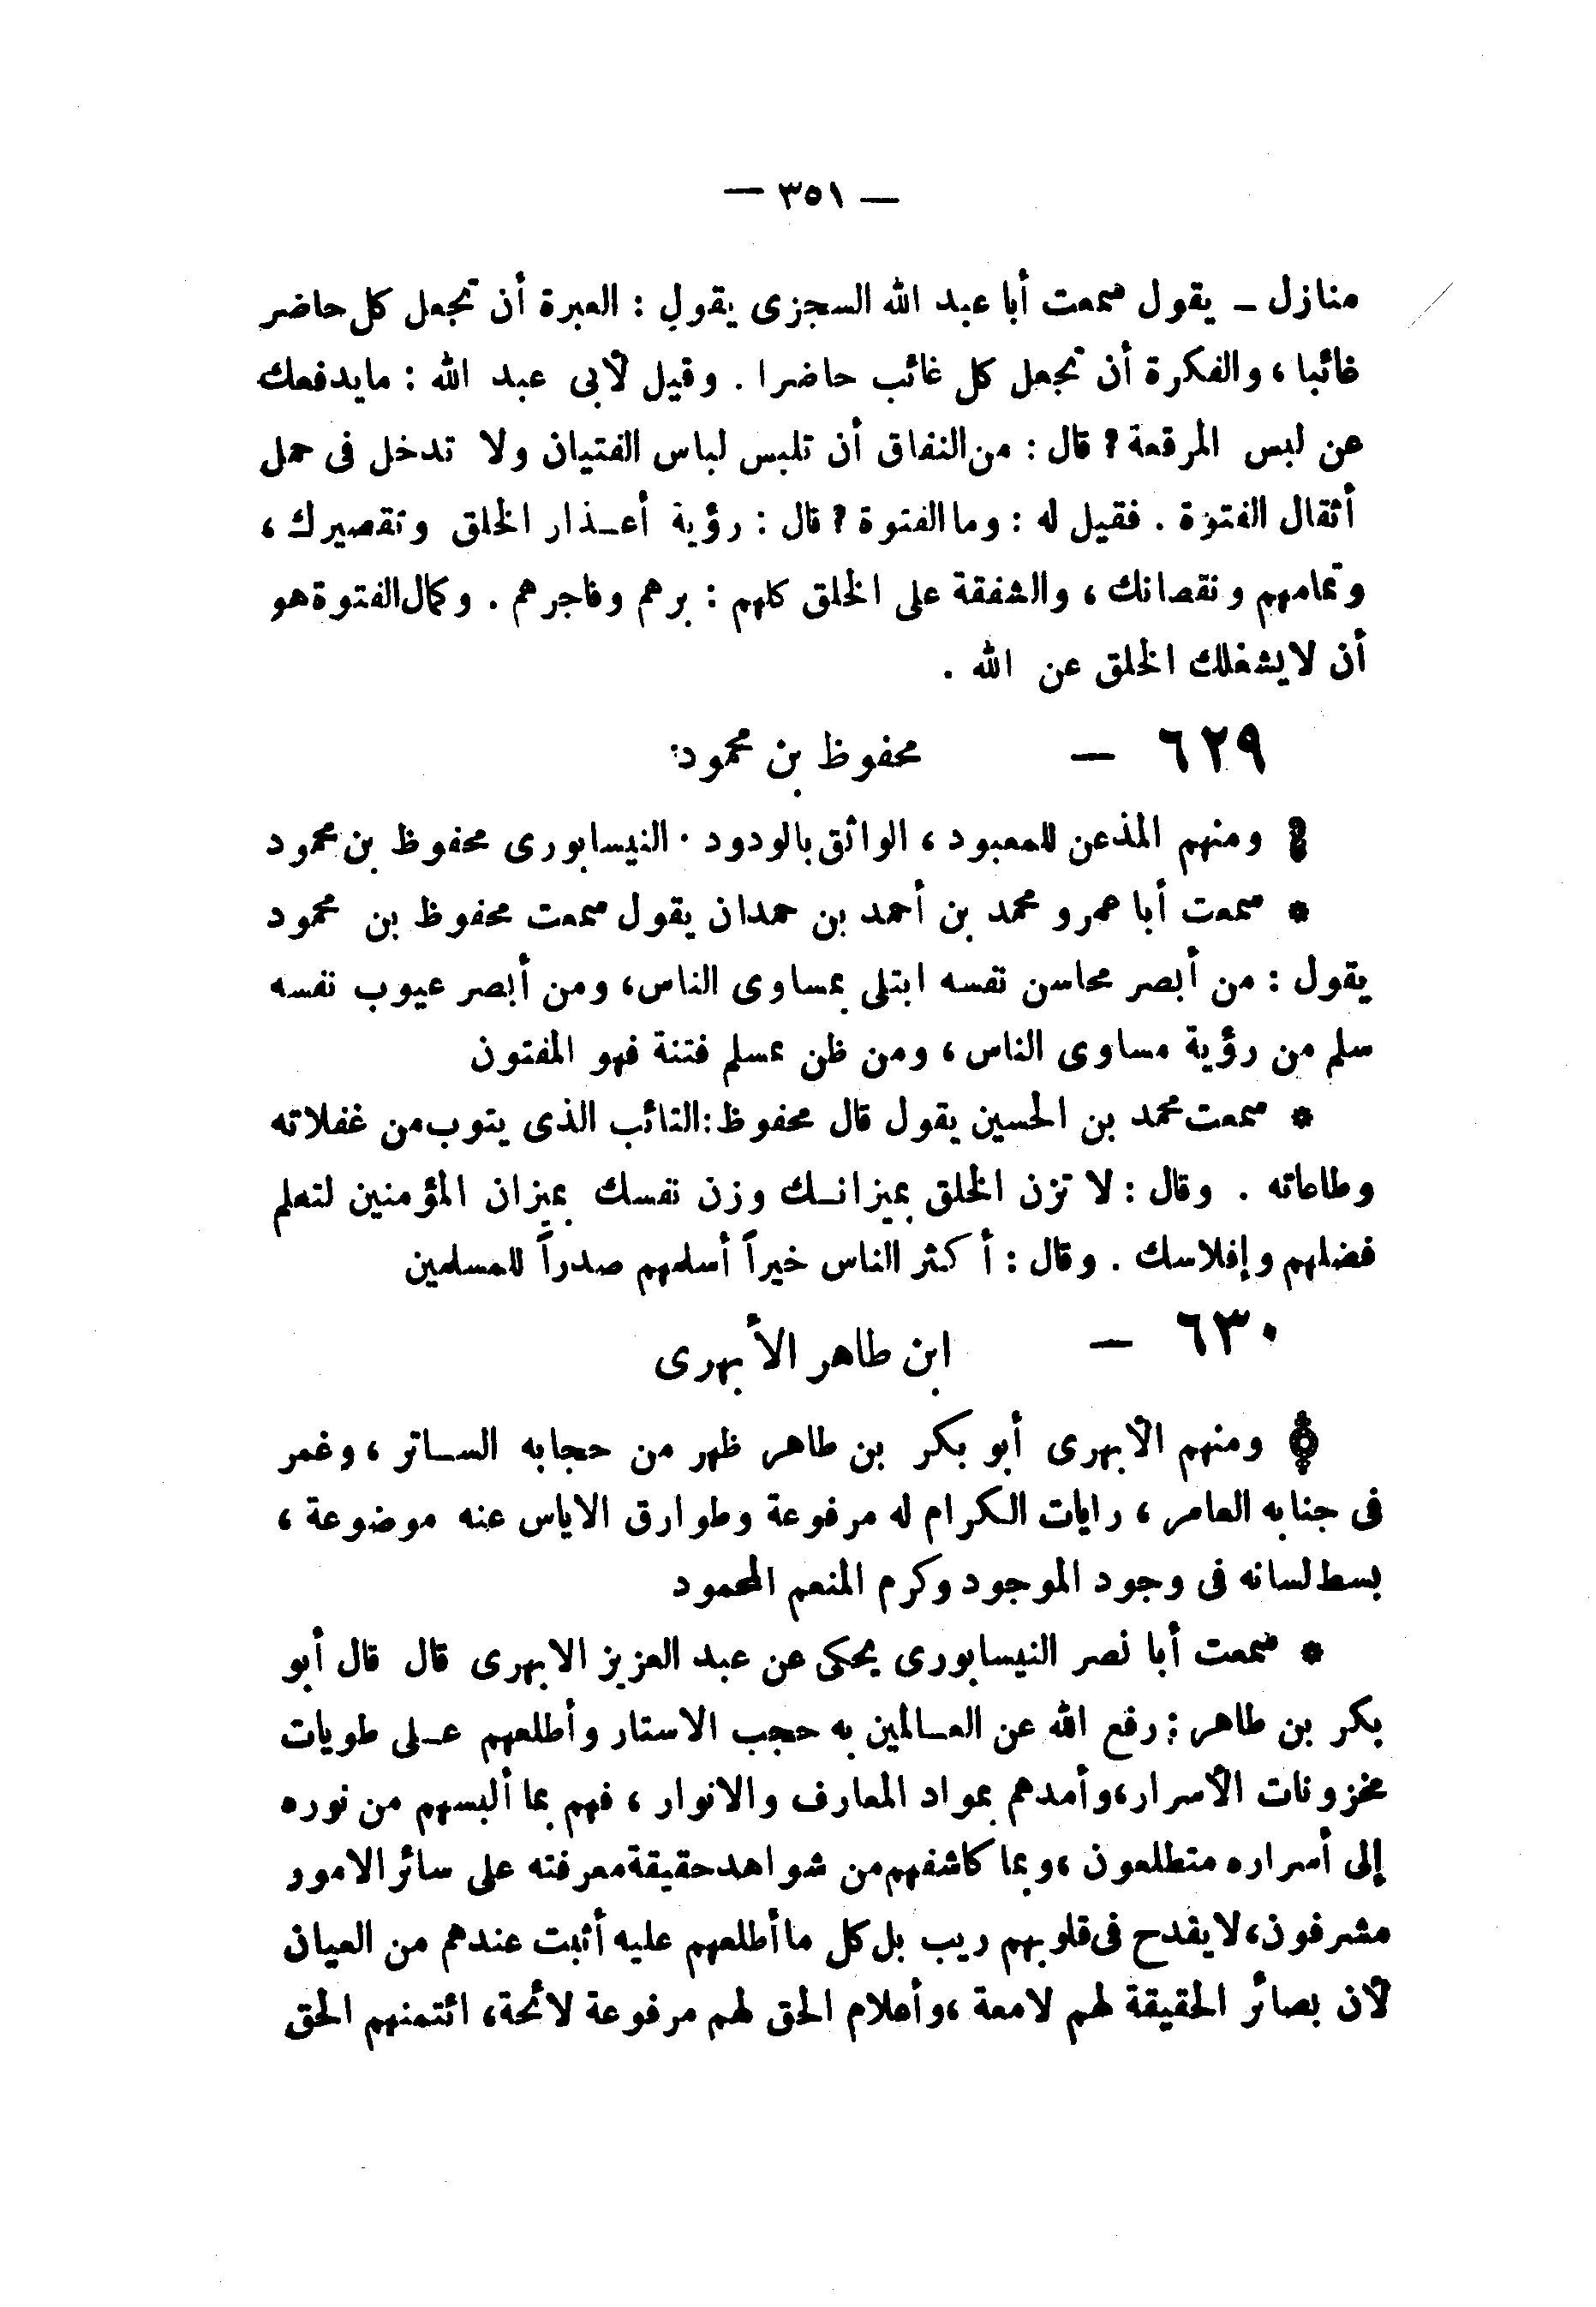 — ٣٥١ —
منازل ـ يقول سمعت أبا عبد الله السجزى يقول : العبرة أن تجعل كل حاضر
غائبا ، والفكرة أن تجعل كل غائب حاضرا . وقيل لأبى عبد الله : مايدفعك
عن لبس المرقعة ؟ قال : من النفاق أن تلبس لباس الفتيان ولا تدخل فى حمل
أثقال الفتوة . فقيل له : وما الفتوة ؟ قال : رؤية أعـذار الخلق وتقصيرك ،
وتمامهم ونقصانك ، والشفقة على الخلق كلهم : برهم وفاجرهم . وكمال الفتوة هو
أن لايشغلك الخلق عن الله .
٦٢٩ — محفوظ بن محمود
ومنهم المذعن للمعبود ، الواثق بالودود . النيسابورى محفوظ بن محمود
* سمعت أبا عمرو محمد بن أحمد بن حمدان يقول سمعت محفوظ بن محمود
يقول : من أبصر محاسن نفسه ابتلى بمساوى الناس ، ومن أبصر عيوب نفسه
سلم من رؤية مساوى الناس ، ومن ظن بمسلم فتنة فهو المفتون
* سمعت محمد بن الحسين يقول قال محفوظ : التائب الذى يتوب من غفلاته
وطاعاته . وقال : لا تزن الخلق بميزانـك وزن نفسك بميزان المؤمنين لتعلم
فضلهم وإفلاسك . وقال : أكثر الناس خيراً أسلمهم صدراً للمسلمين
٦٣٠ — ابن طاهر الأبهرى
ومنهم الأبهرى أبو بكر بن طاهر ظهر من حجابه السـاتر ، وغمر
فى جنابه العامر ، رايات الكرام له مرفوعة وطوارق الاياس عنه موضوعة ،
بسط لسانه فى وجود الموجود وكرم المنعم المحمود
* سمعت أبا نصر النيسابورى يحكى عن عبد العزيز الابهرى قال قال أبو
بكر بن طاهر : رفع الله عن العـالمين به حجب الاستار وأطلعهم عـلى طويات
مخزونات الأسرار ، وأمدهم بمواد المعارف والانوار ، فهم بما ألبسهم من نوره
إلى أسراره متطلعون ، وبما كاشفهم من شواهد حقيقة معرفته على سائر الامور
مشرفون ، لايقدح فى قلوبهم ريب بل كل ما أطلعهم عليه أثبت عندهم من العيان
لأن بصائر الحقيقة لهم لامعة ، وأعلام الحق لهم مرفوعة لائحة ، ائتمنهم الحق